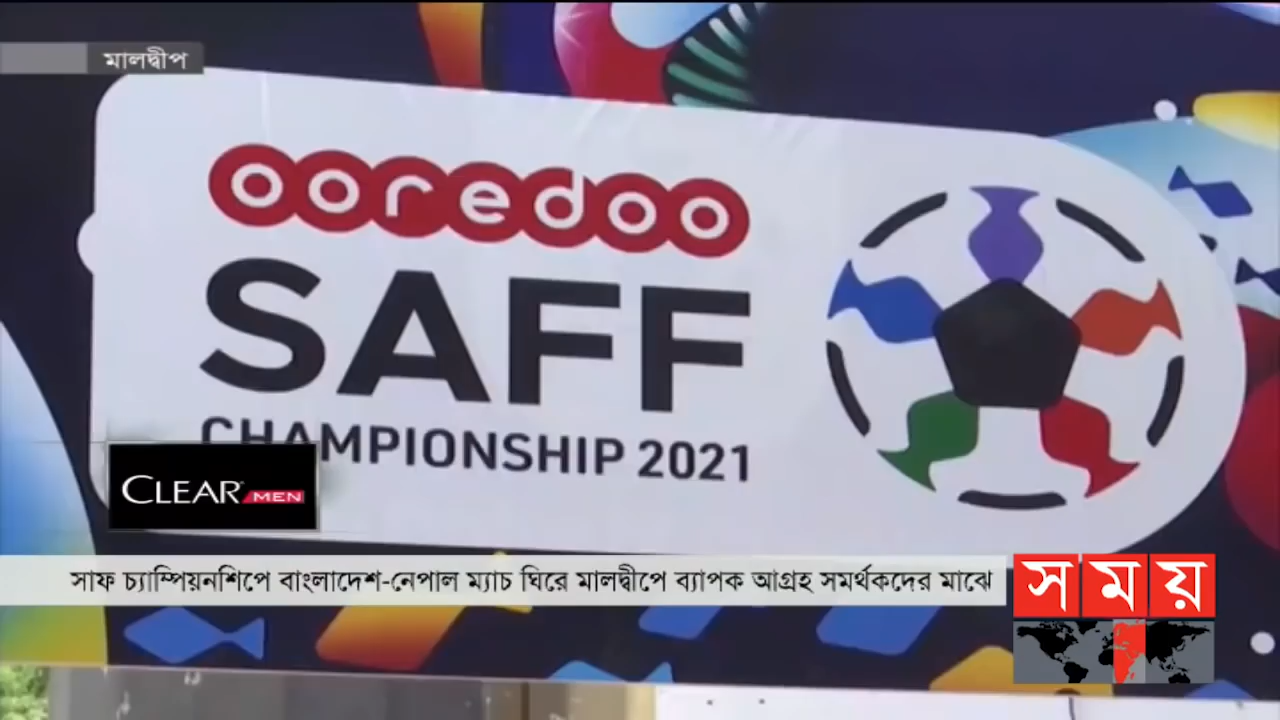 মালদ্বীপ
ooredoo
SAFF
CHAMPIONSHIP 2021
CLEAR MEN
সাফ চ্যাম্পিয়নশিপে বাংলাদেশ-নেপাল ম্যাচ ঘিরে মালদ্বীপে ব্যাপক আগ্রহ সমর্থকদের মাঝে
সময়